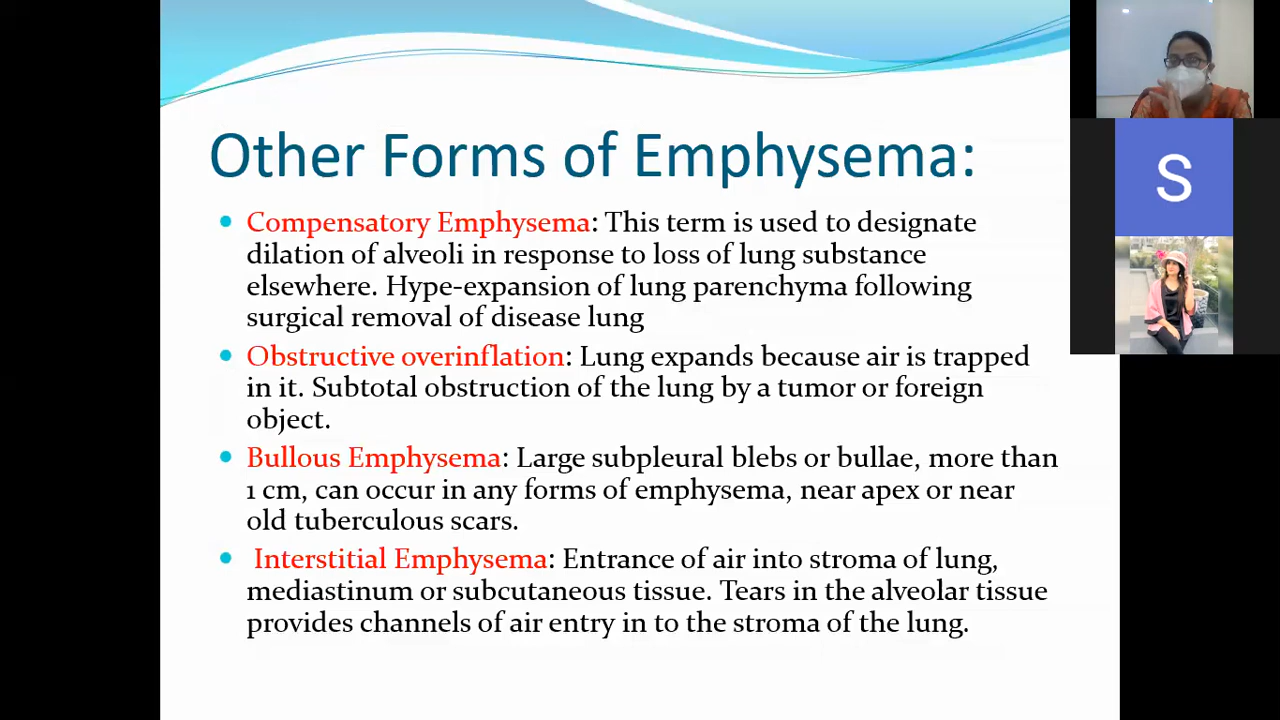 Other Forms of Emphysema:
Compensatory Emphysema: This term is used to designate
dilation of alveoli in response to loss of lung substance
elsewhere. Hype-expansion of lung parenchyma following
surgical removal of disease lung
Obstructive overinflation: Lung expands because air is trapped
in it. Subtotal obstruction of the lung by a tumor or foreign
object.
Bullous Emphysema: Large subpleural blebs or bullae, more than
1 cm, can occur in any forms of emphysema, near apex or near
old tuberculous scars.
Interstitial Emphysema: Entrance of air into stroma of lung,
mediastinum or subcutaneous tissue. Tears in the alveolar tissue
provides channels of air entry in to the stroma of the lung.
S